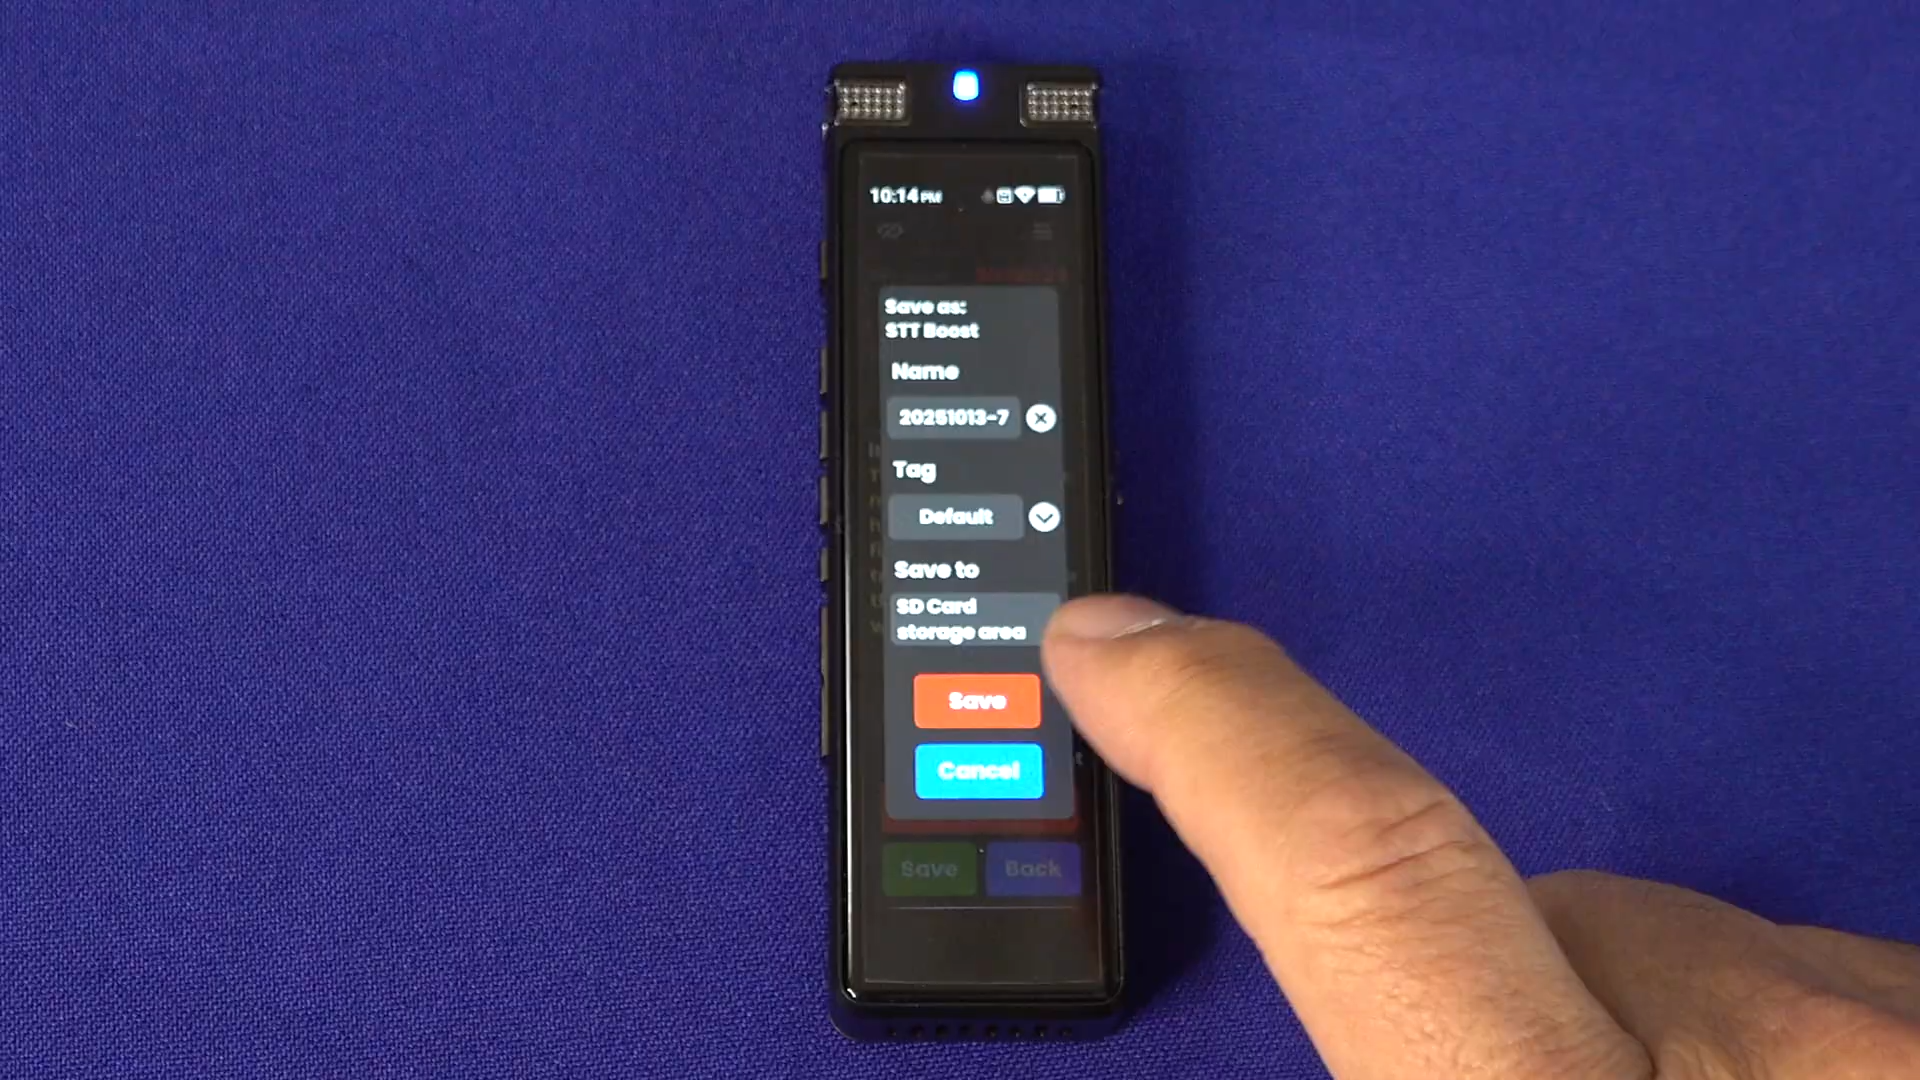 10:14 PM
Save as:
STT Boost
Name
20251013-7
Tag
Default
Save to
SD Card
storage area
Save
Cancel
Save
Back